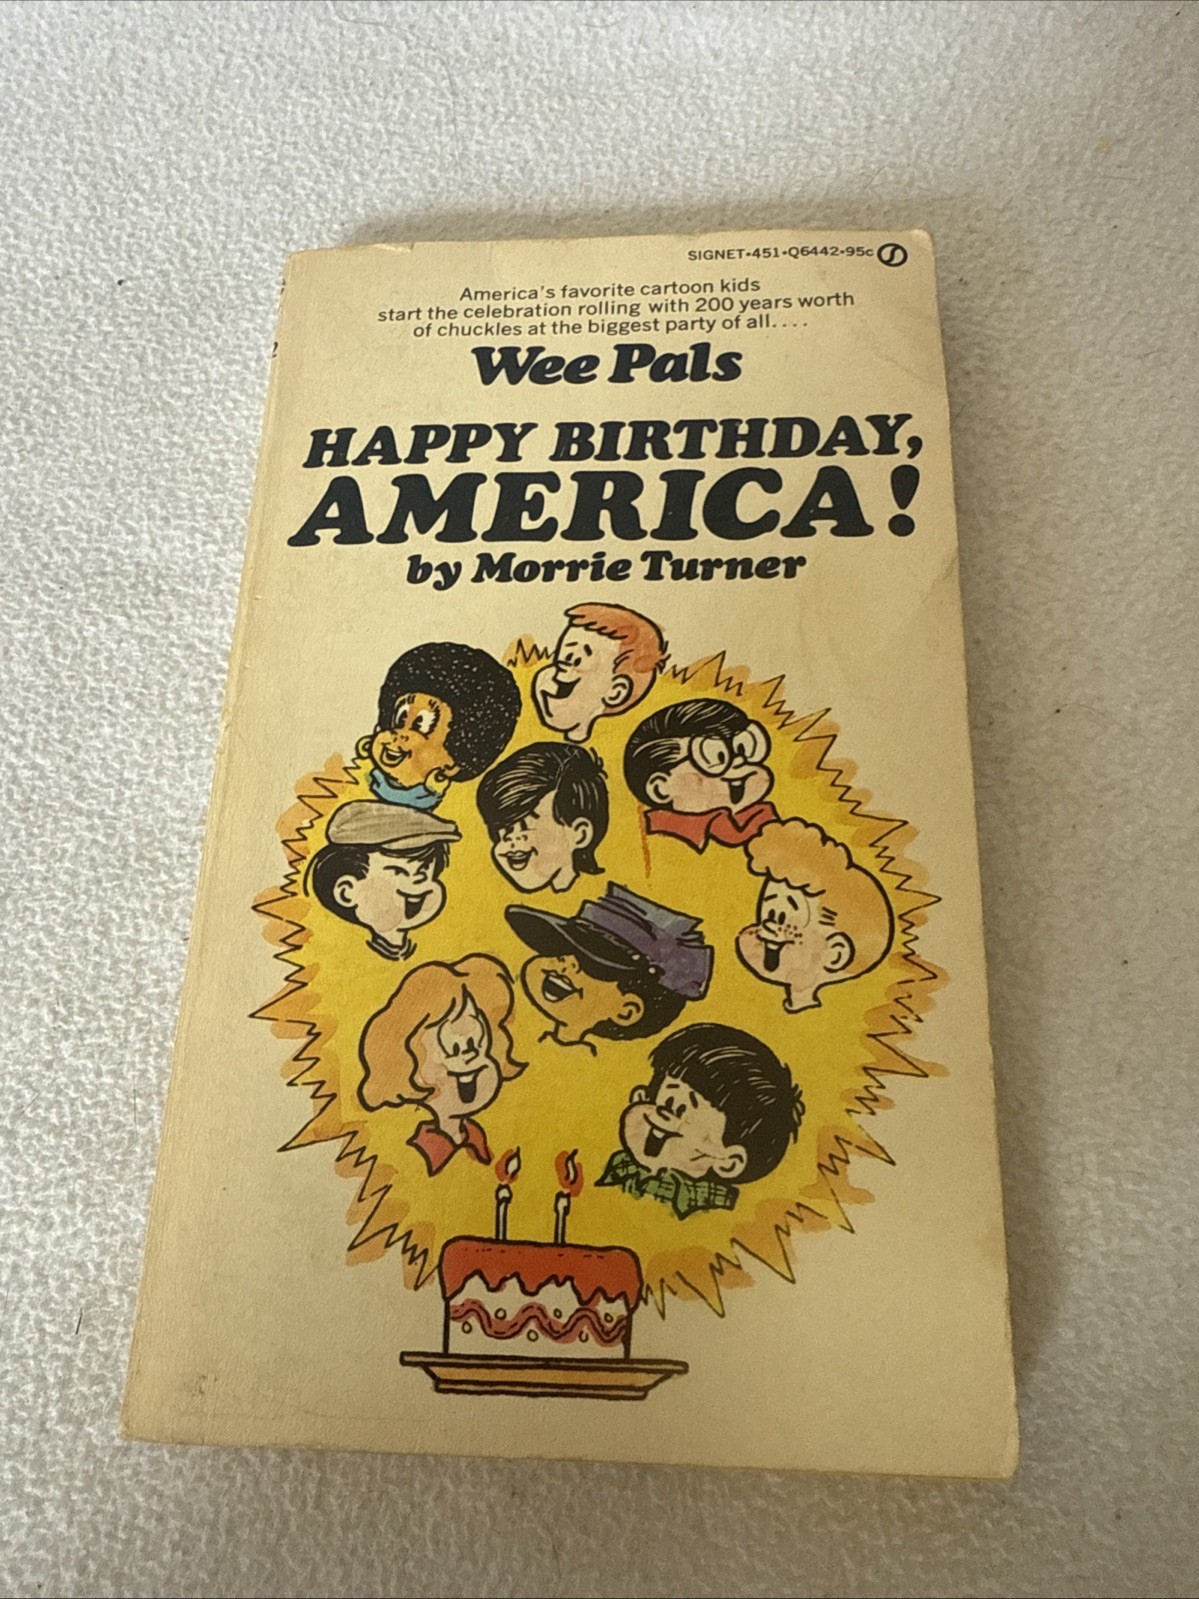 SIGNET•451•Q6442•95c
America's favorite cartoon kids
start the celebration rolling with 200 years worth
of chuckles at the biggest party of all....
Wee Pals
HAPPY BIRTHDAY,
AMERICA!
by Morrie Turner